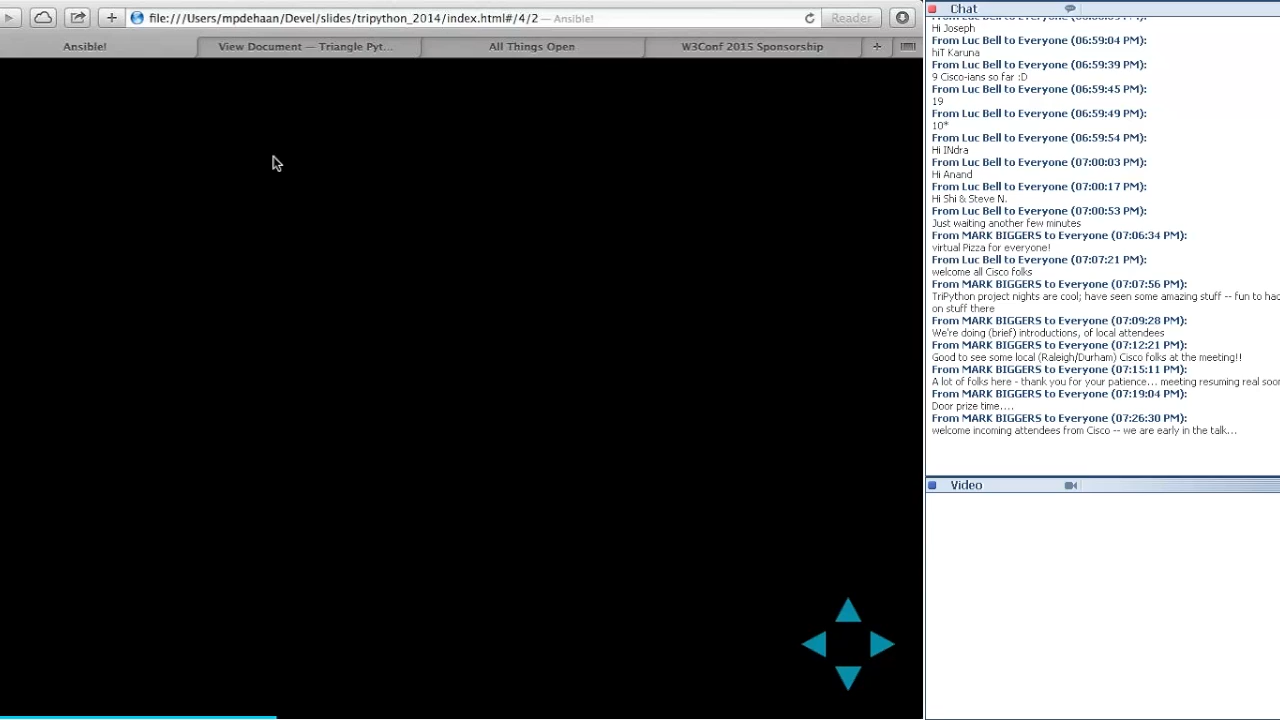 file:///Users/mpdehaan/Devel/slides/tripython_2014/index.html#/4/2 — Ansible!
Reader
Ansible!
View Document — Triangle Pyt...
All Things Open
W3Conf 2015 Sponsorship
Chat
Hi Joseph
From Luc Bell to Everyone (06:59:04 PM):
hiT Karuna
From Luc Bell to Everyone (06:59:39 PM):
9 Cisco-ians so far :D
From Luc Bell to Everyone (06:59:45 PM):
19
From Luc Bell to Everyone (06:59:49 PM):
10*
From Luc Bell to Everyone (06:59:54 PM):
Hi INdra
From Luc Bell to Everyone (07:00:03 PM):
Hi Anand
From Luc Bell to Everyone (07:00:17 PM):
Hi Shi & Steve N.
From Luc Bell to Everyone (07:00:53 PM):
Just waiting another few minutes
From MARK BIGGERS to Everyone (07:06:34 PM):
virtual Pizza for everyone!
From Luc Bell to Everyone (07:07:21 PM):
welcome all Cisco folks
From MARK BIGGERS to Everyone (07:07:56 PM):
TriPython project nights are cool; have seen some amazing stuff -- fun to hac
on stuff there
From MARK BIGGERS to Everyone (07:09:28 PM):
We're doing (brief) introductions, of local attendees
From MARK BIGGERS to Everyone (07:12:21 PM):
Good to see some local (Raleigh/Durham) Cisco folks at the meeting!!
From MARK BIGGERS to Everyone (07:15:11 PM):
A lot of folks here - thank you for your patience... meeting resuming real soon
From MARK BIGGERS to Everyone (07:19:04 PM):
Door prize time....
From MARK BIGGERS to Everyone (07:26:30 PM):
welcome incoming attendees from Cisco -- we are early in the talk...
Video